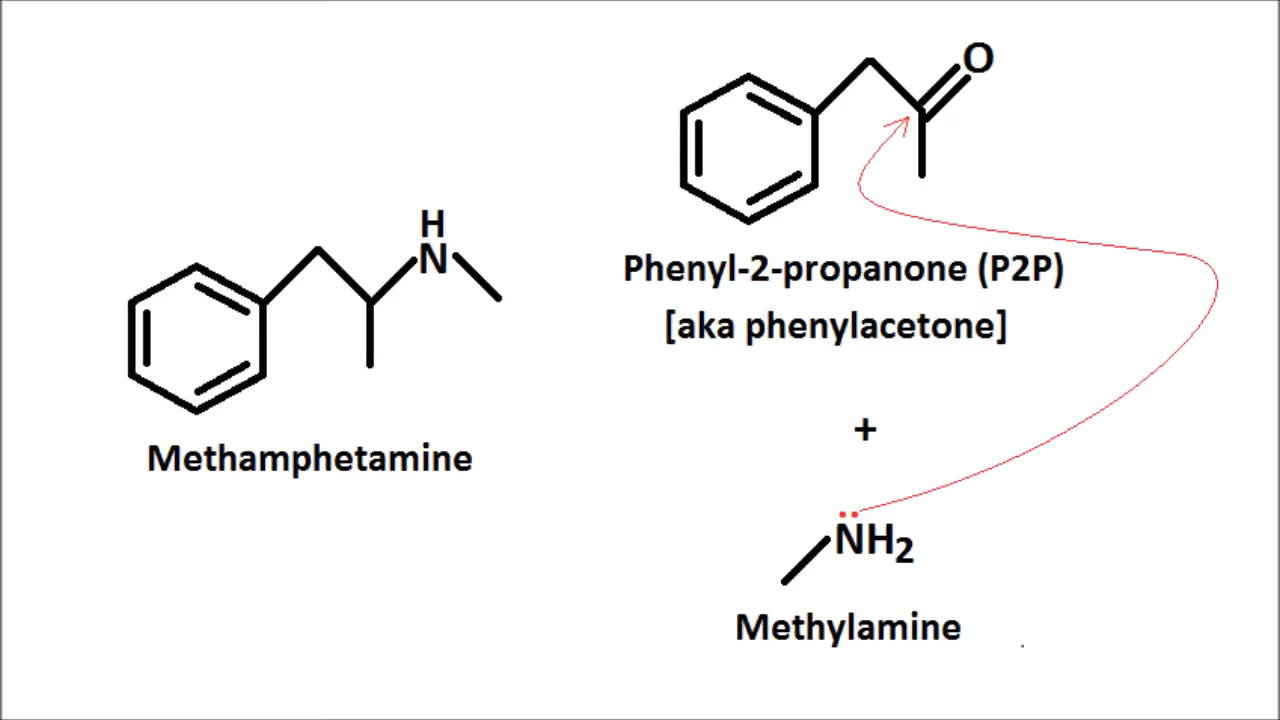 O
H
N
Phenyl-2-propanone (P2P)
[aka phenylacetone]
+
Methamphetamine
NH2
Methylamine